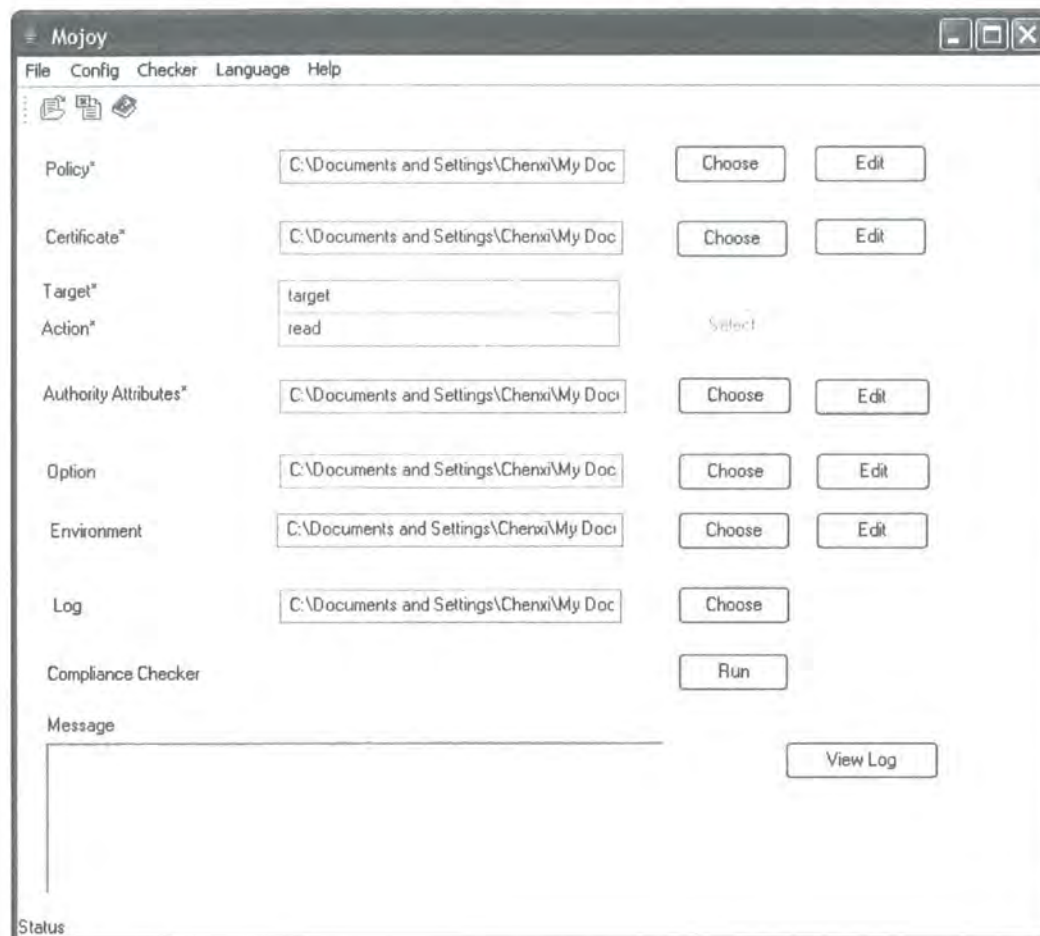 Mojoy
File Config Checker Language Help
Policy* C:\Documents and Settings\Chenxi\My Doc Choose Edit
Certificate* C:\Documents and Settings\Chenxi\My Doc Choose Edit
Target* target
Action* read Select
Authority Attributes* C:\Documents and Settings\Chenxi\My Doc Choose Edit
Option C:\Documents and Settings\Chenxi\My Doc Choose Edit
Environment C:\Documents and Settings\Chenxi\My Doc Choose Edit
Log C:\Documents and Settings\Chenxi\My Doc Choose
Compliance Checker Run
Message
View Log
Status